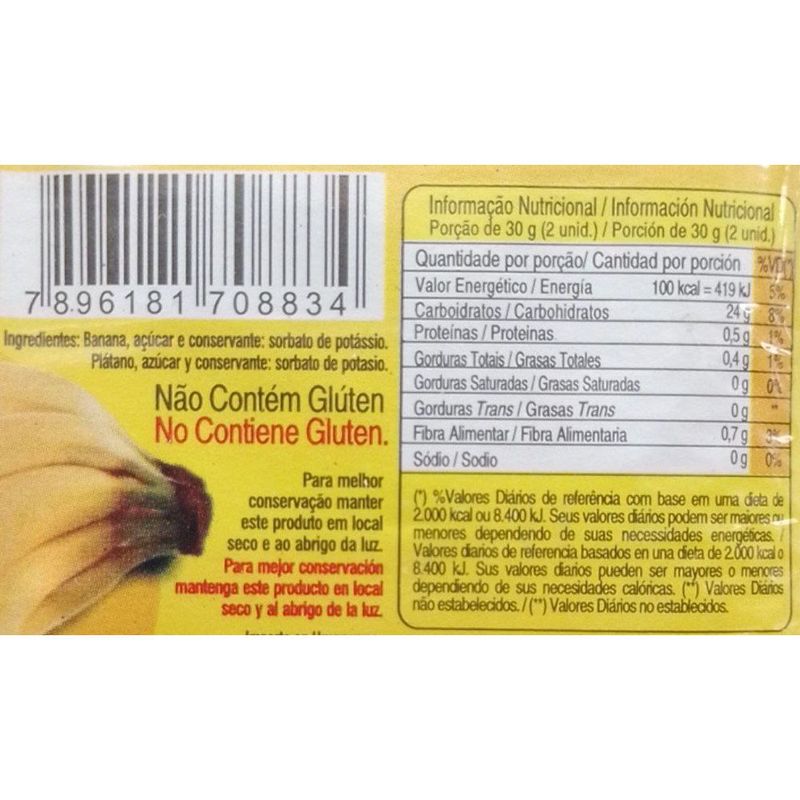 7 896181 708834
Ingredientes: Banana, açúcar e conservante: sorbato de potássio.
Plátano, azúcar y conservante: sorbato de potasio.
Não Contém Glúten
No Contiene Gluten.
Para melhor
conservação manter
este produto em local
seco e ao abrigo da luz.
Para mejor conservación
mantenga este producto en local
seco y al abrigo de la luz.
Informação Nutricional / Información Nutricional
Porção de 30 g (2 unid.) / Porción de 30 g (2 unid.)
Quantidade por porção/ Cantidad por porción %VD(*)
Valor Energético / Energía 100 kcal = 419 kJ 5%
Carboidratos / Carbohidratos 24 g 8%
Proteínas / Proteinas 0,5 g 1%
Gorduras Totais / Grasas Totales 0,4 g 1%
Gorduras Saturadas / Grasas Saturadas 0 g 0%
Gorduras Trans / Grasas Trans 0 g **
Fibra Alimentar / Fibra Alimentaria 0,7 g 3%
Sódio / Sodio 0 g 0%
(*) %Valores Diários de referência com base em uma dieta de
2.000 kcal ou 8.400 kJ. Seus valores diários podem ser maiores ou
menores dependendo de suas necessidades energéticas. /
Valores diarios de referencia basados en una dieta de 2.000 kcal o
8.400 kJ. Sus valores diarios pueden ser mayores o menores
dependiendo de sus necesidades calóricas. (**) Valores Diários
não estabelecidos. / (**) Valores Diários no establecidos.